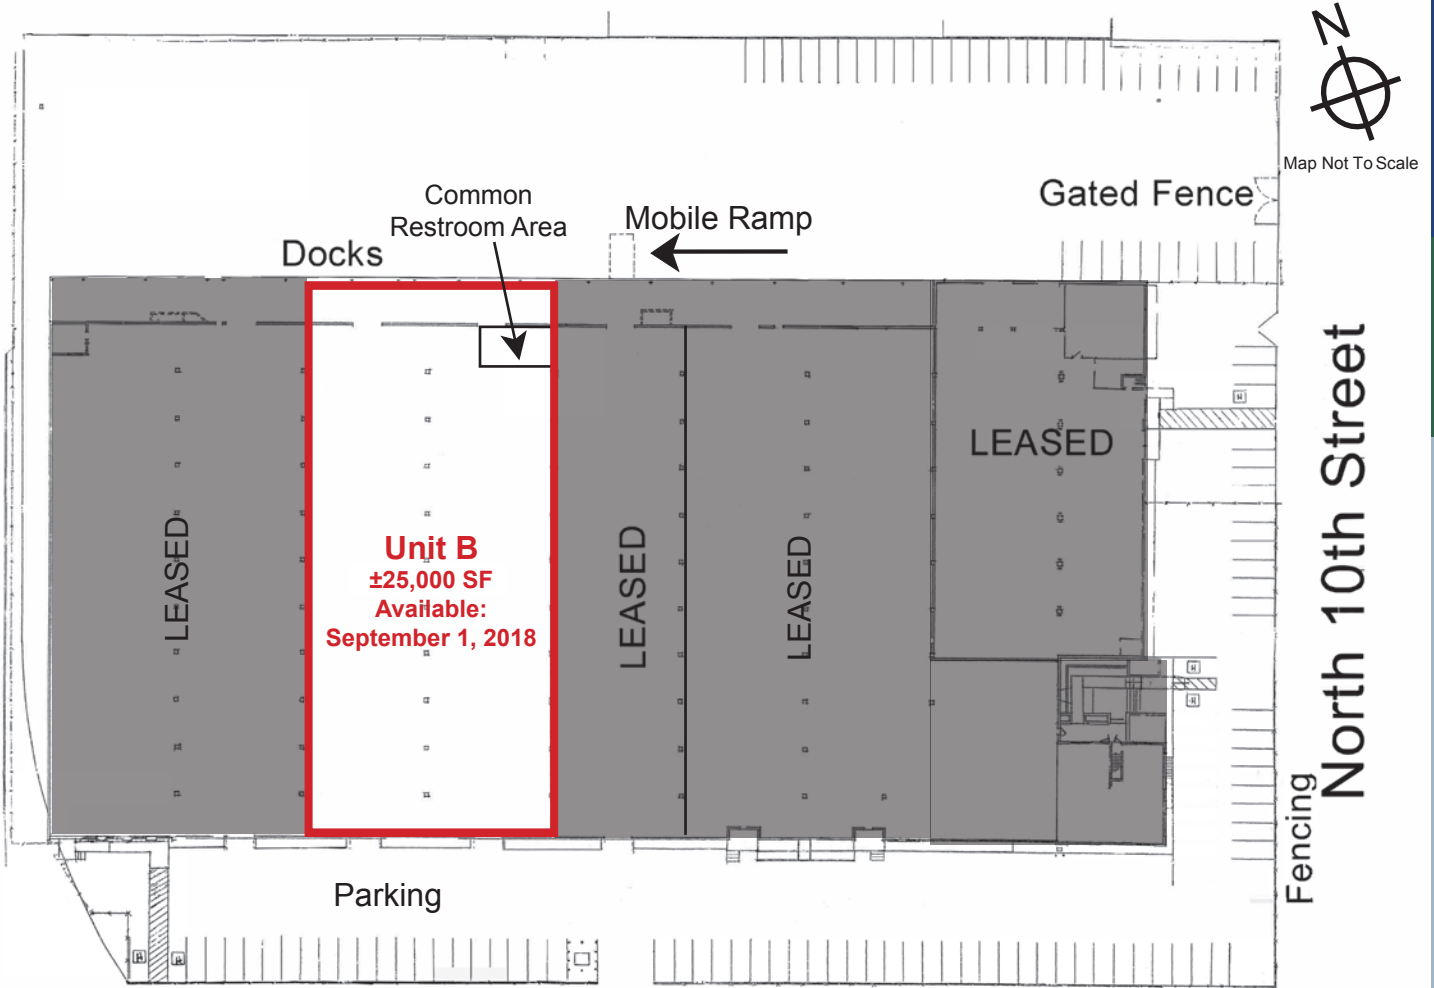 N
Map Not To Scale
Common
Restroom Area
Mobile Ramp
Gated Fence
Docks
LEASED
Unit B
±25,000 SF
Available:
September 1, 2018
LEASED
LEASED
LEASED
North 10th Street
Fencing
Parking
H
H
H
H
H